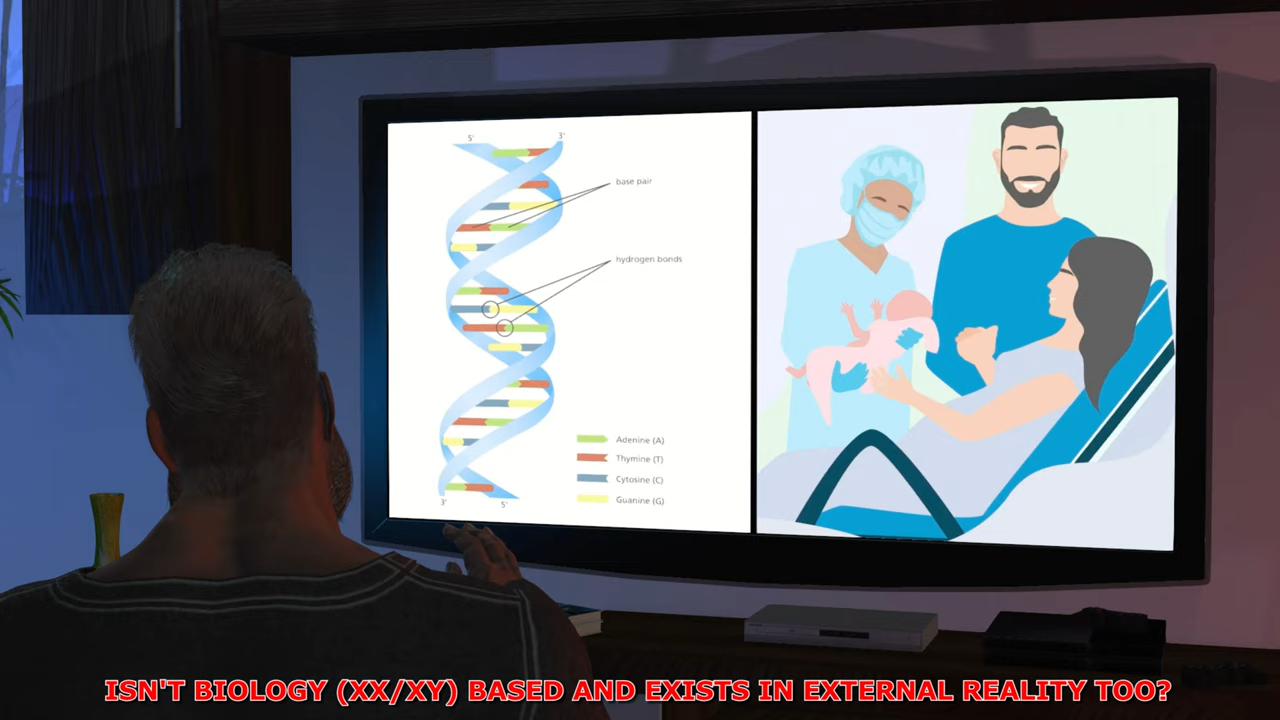 5'
3'
base pair
hydrogen bonds
Adenine (A)
Thymine (T)
Cytosine (C)
Guanine (G)
3'
5'
ISN'T BIOLOGY (XX/XY) BASED AND EXISTS IN EXTERNAL REALITY TOO?